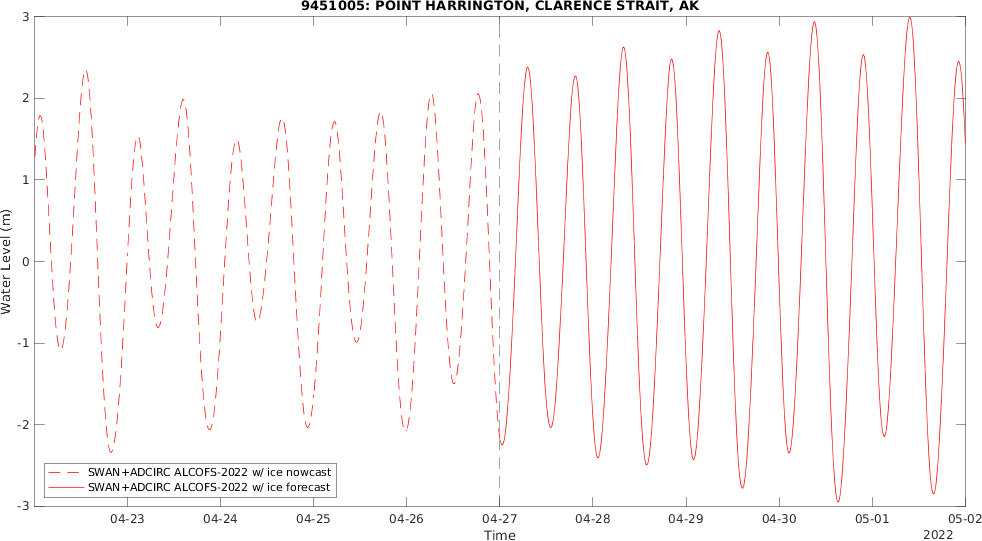 9451005: POINT HARRINGTON, CLARENCE STRAIT, AK
3
2
1
0
-1
-2
-3
Water Level (m)
SWAN+ADCIRC ALCOFS-2022 w/ ice nowcast
SWAN+ADCIRC ALCOFS-2022 w/ ice forecast
04-23 04-24 04-25 04-26 04-27 04-28 04-29 04-30 05-01 05-02
Time
2022